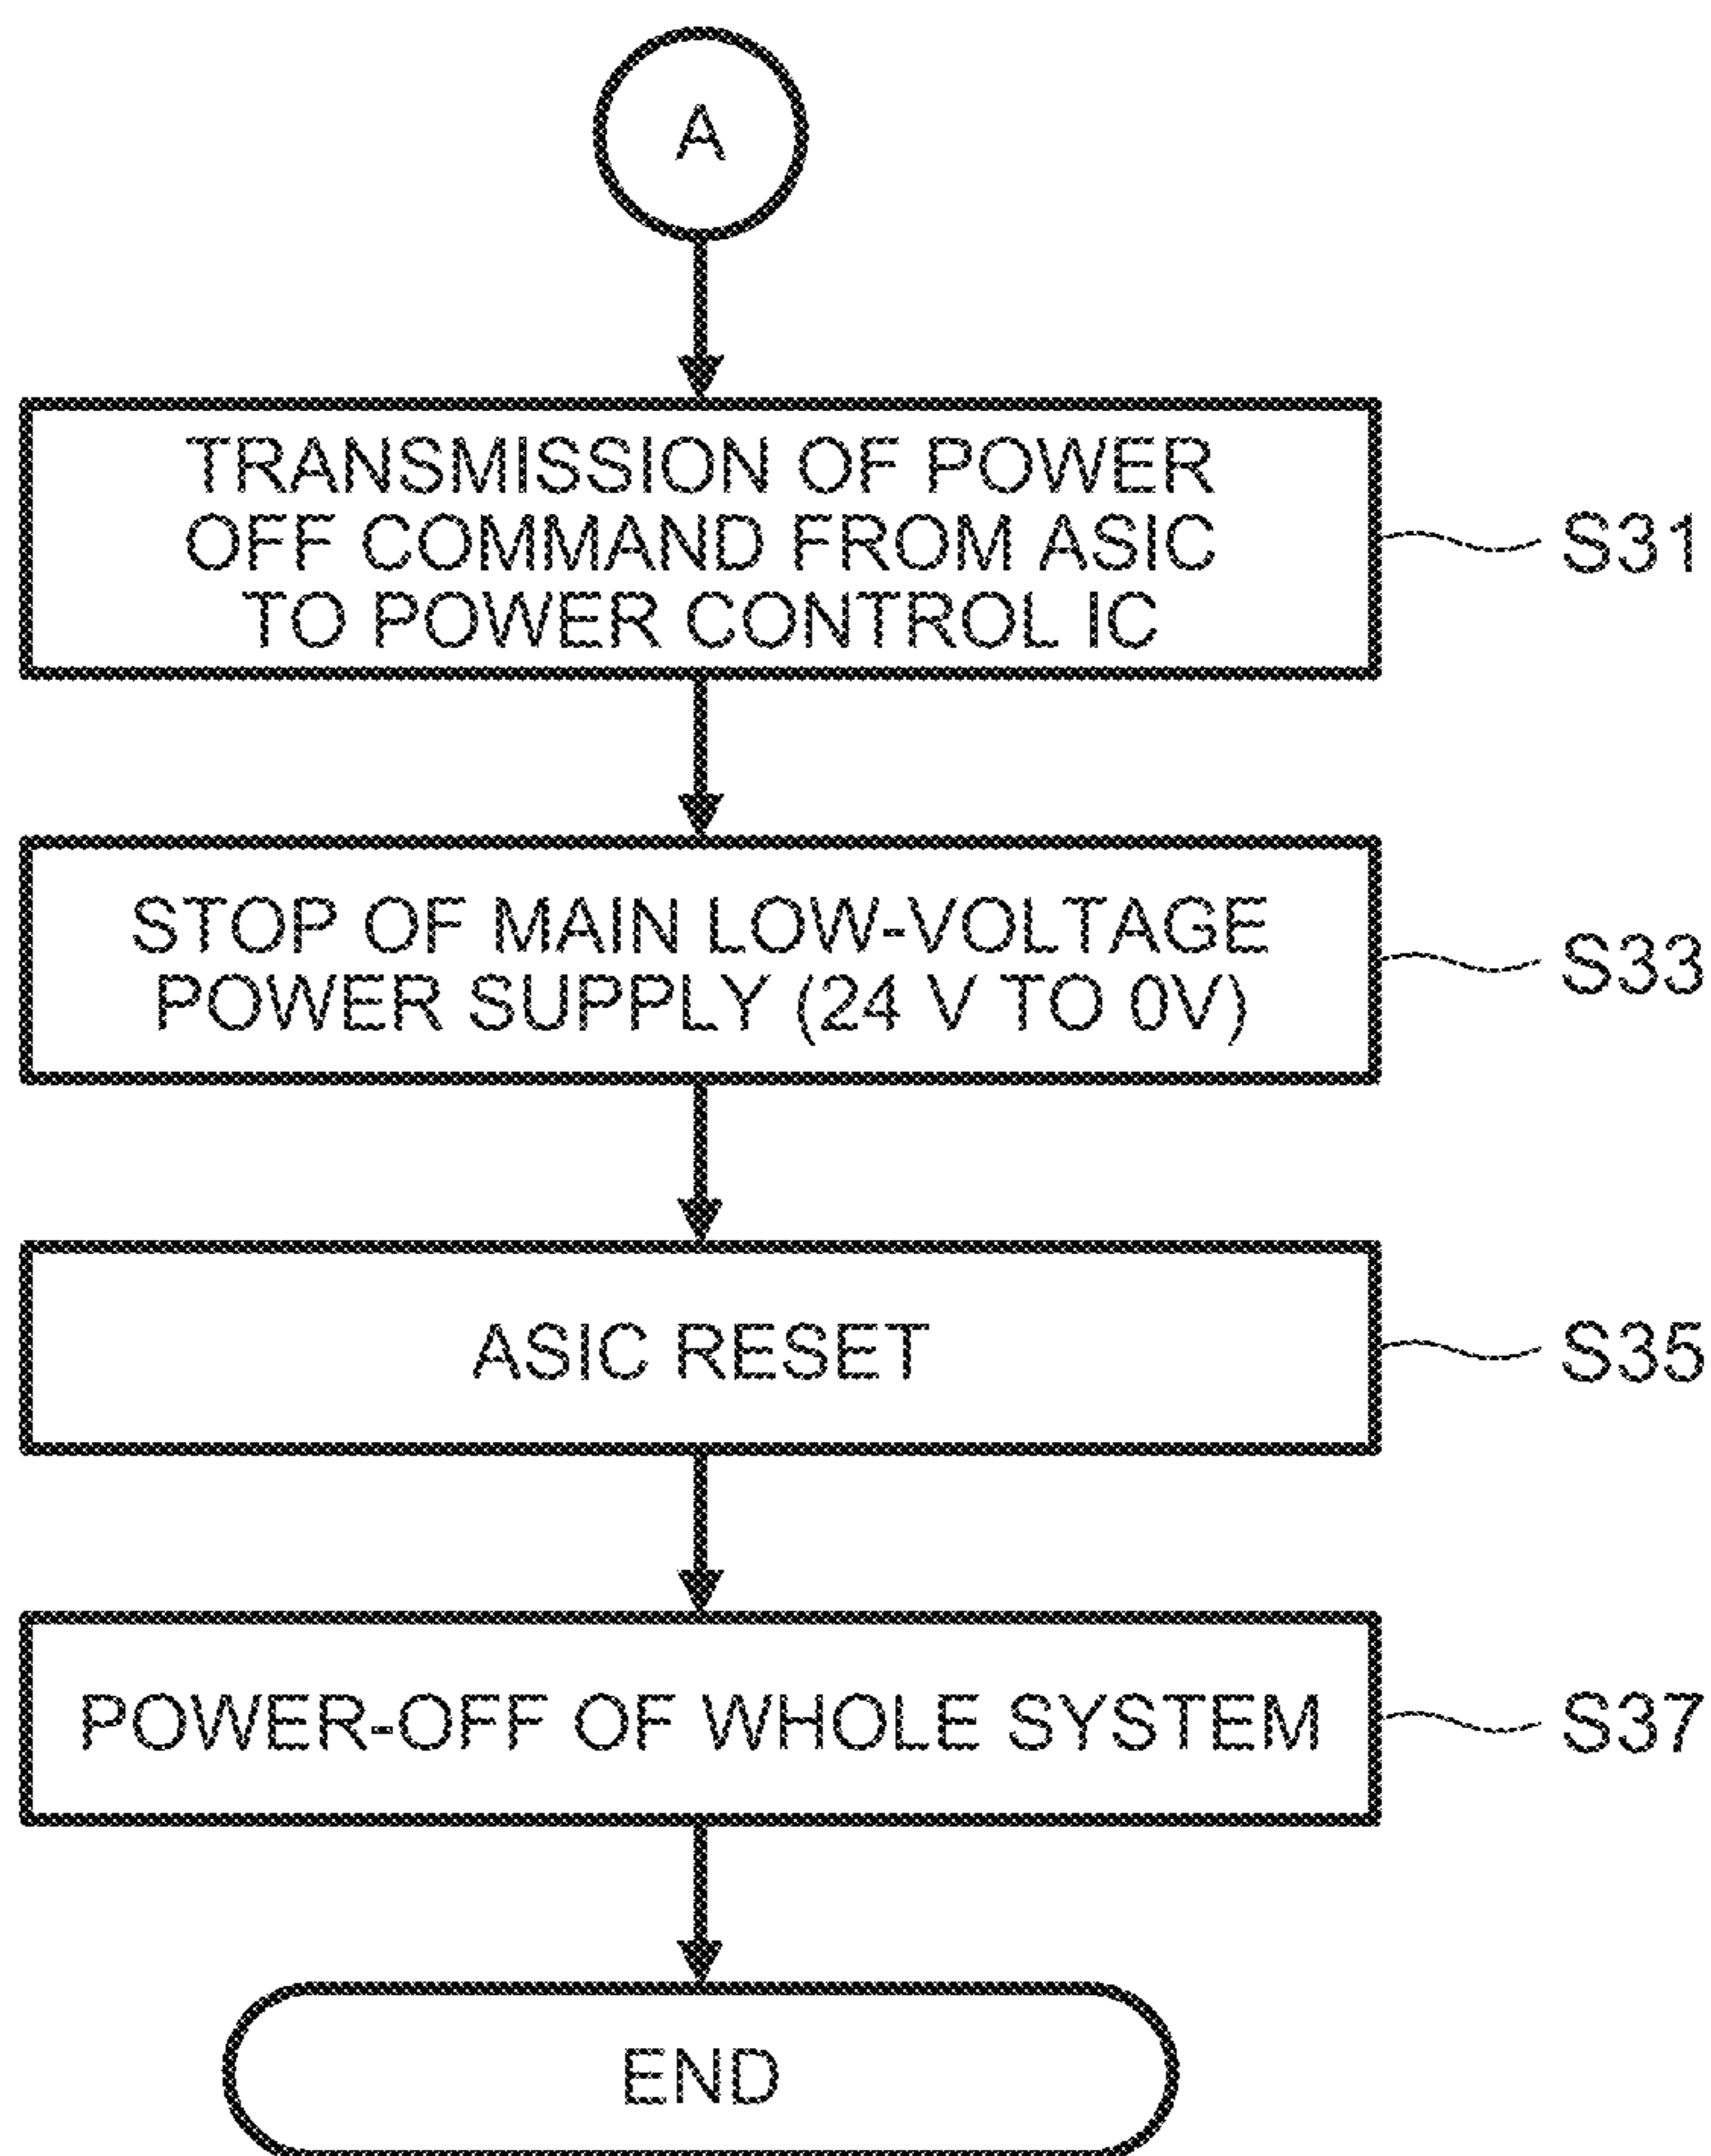 A
TRANSMISSION OF POWER
OFF COMMAND FROM ASIC
TO POWER CONTROL IC
S31
STOP OF MAIN LOW-VOLTAGE
POWER SUPPLY (24 V TO 0V)
S33
ASIC RESET
S35
POWER-OFF OF WHOLE SYSTEM
S37
END